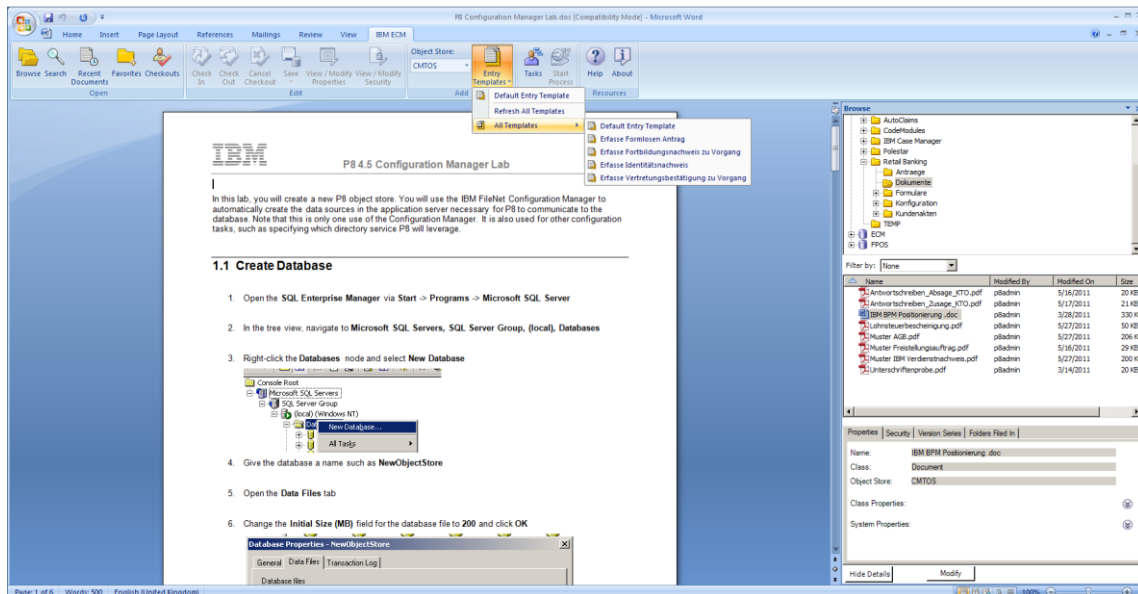 P8 Configuration Manager Lab.doc [Compatibility Mode] - Microsoft Word
Home Insert Page Layout References Mailings Review View IBM ECM
Browse Search Recent Documents Favorites Checkouts
Open
Check In Check Out Cancel Checkout Save View / Modify Properties View / Modify Security
Edit
Object Store:
CMTOS
Entry Templates
Add
Tasks Start Process
Help About
Resources
Default Entry Template
Refresh All Templates
All Templates
Default Entry Template
Erfasse Formlosen Antrag
Erfasse Fortbildungsnachweis zu Vorgang
Erfasse Identitätsnachweis
Erfasse Vertretungsbestätigung zu Vorgang
IBM
P8 4.5 Configuration Manager Lab
In this lab, you will create a new P8 object store. You will use the IBM FileNet Configuration Manager to
automatically create the data sources in the application server necessary for P8 to communicate to the
database. Note that this is only one use of the Configuration Manager. It is also used for other configuration
tasks, such as specifying which directory service P8 will leverage.
1.1 Create Database
1. Open the SQL Enterprise Manager via Start -> Programs -> Microsoft SQL Server
2. In the tree view, navigate to Microsoft SQL Servers, SQL Server Group, (local), Databases
3. Right-click the Databases node and select New Database
Console Root
Microsoft SQL Servers
SQL Server Group
(local) (Windows NT)
Dat
New Database...
All Tasks
4. Give the database a name such as NewObjectStore
5. Open the Data Files tab
6. Change the Initial Size (MB) field for the database file to 200 and click OK
Database Properties - NewObjectStore
General Data Files Transaction Log
Database files
Browse
AutoClaims
CodeModules
IBM Case Manager
Polestar
Retail Banking
Antraege
Dokumente
Formulare
Konfiguration
Kundenakten
TEMP
ECM
FPOS
Filter by: None
Name Modified By Modified On Size
Antwortschreiben_Absage_KTO.pdf p8admin 5/16/2011 20 KB
Antwortschreiben_Zusage_KTO.pdf p8admin 5/17/2011 21 KB
IBM BPM Positionierung .doc p8admin 3/28/2011 330 K
Lohnsteuerbescheinigung.pdf p8admin 5/27/2011 50 KB
Muster AGB.pdf p8admin 5/27/2011 206 K
Muster Freistellungsauftrag.pdf p8admin 5/16/2011 29 KB
Muster IBM Verdienstnachweis.pdf p8admin 5/27/2011 200 K
Unterschriftenprobe.pdf p8admin 3/14/2011 20 KB
Properties Security Version Series Folders Filed In
Name: IBM BPM Positionierung .doc
Class: Document
Object Store: CMTOS
Class Properties:
System Properties:
Hide Details Modify
Page: 1 of 6 Words: 500 English (United Kingdom) 100%